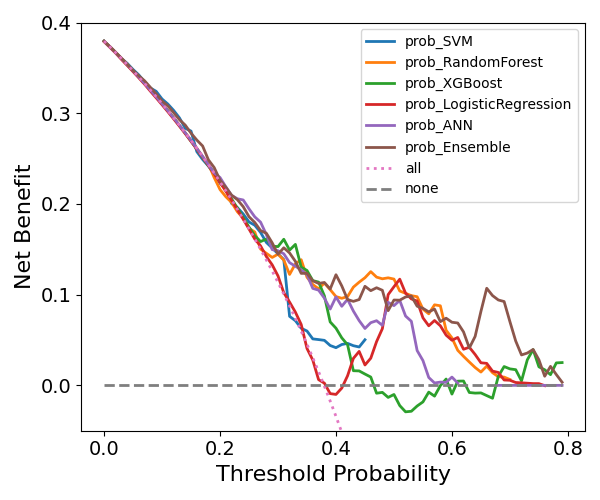 0.4
0.3
0.2
0.1
0.0
Net Benefit
prob_SVM
prob_RandomForest
prob_XGBoost
prob_LogisticRegression
prob_ANN
prob_Ensemble
all
none
0.0 0.2 0.4 0.6 0.8
Threshold Probability